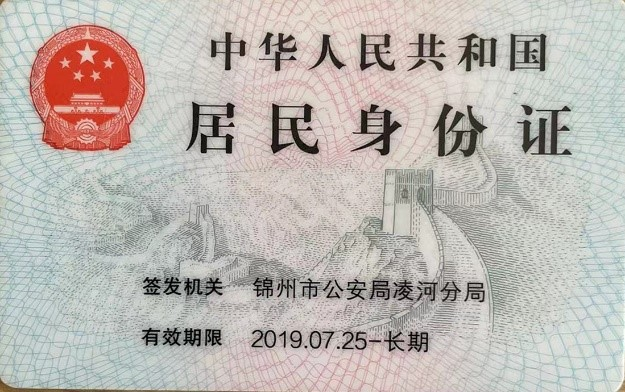 中华人民共和国
居民身份证
签发机关 锦州市公安局凌河分局
有效期限 2019.07.25-长期